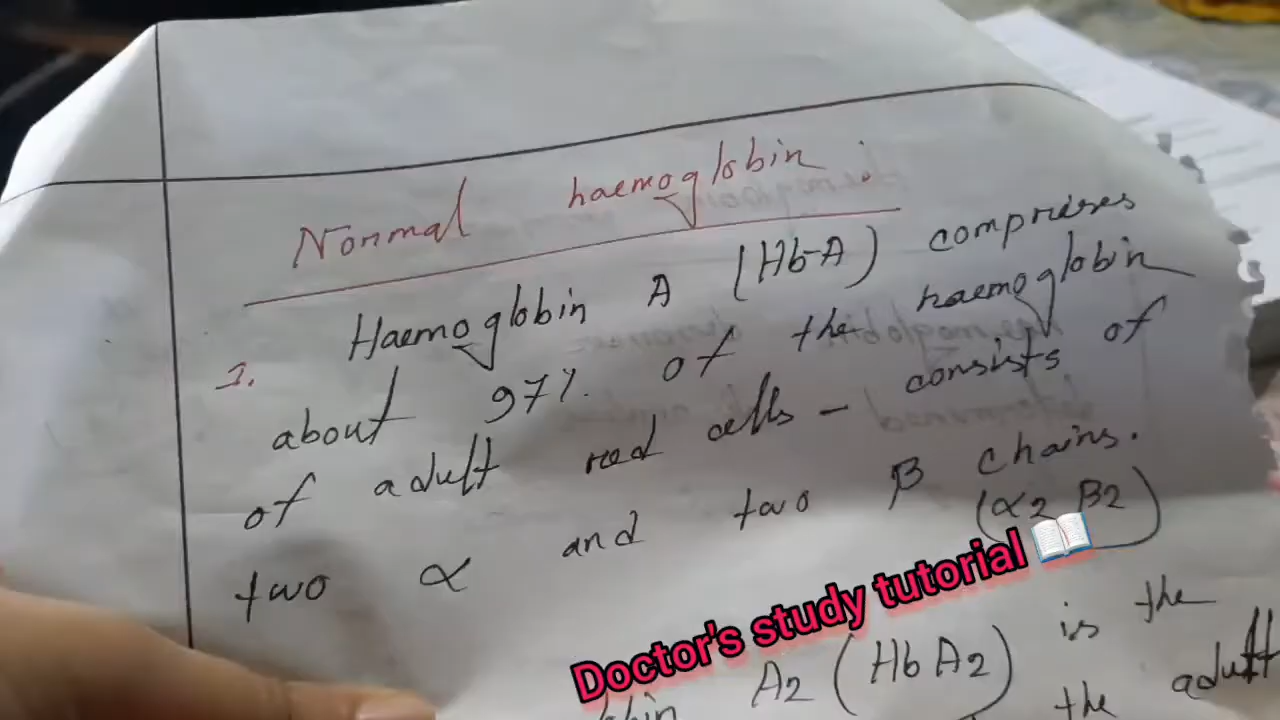 Normal haemoglobin :
1. Haemoglobin A (Hb-A) comprises
about 97% of the haemoglobin
of adult red cells - consists of
two α and two β chains.
(α2 β2)
Doctor's study tutorial 📖
A2 (Hb A2) is the
the adult